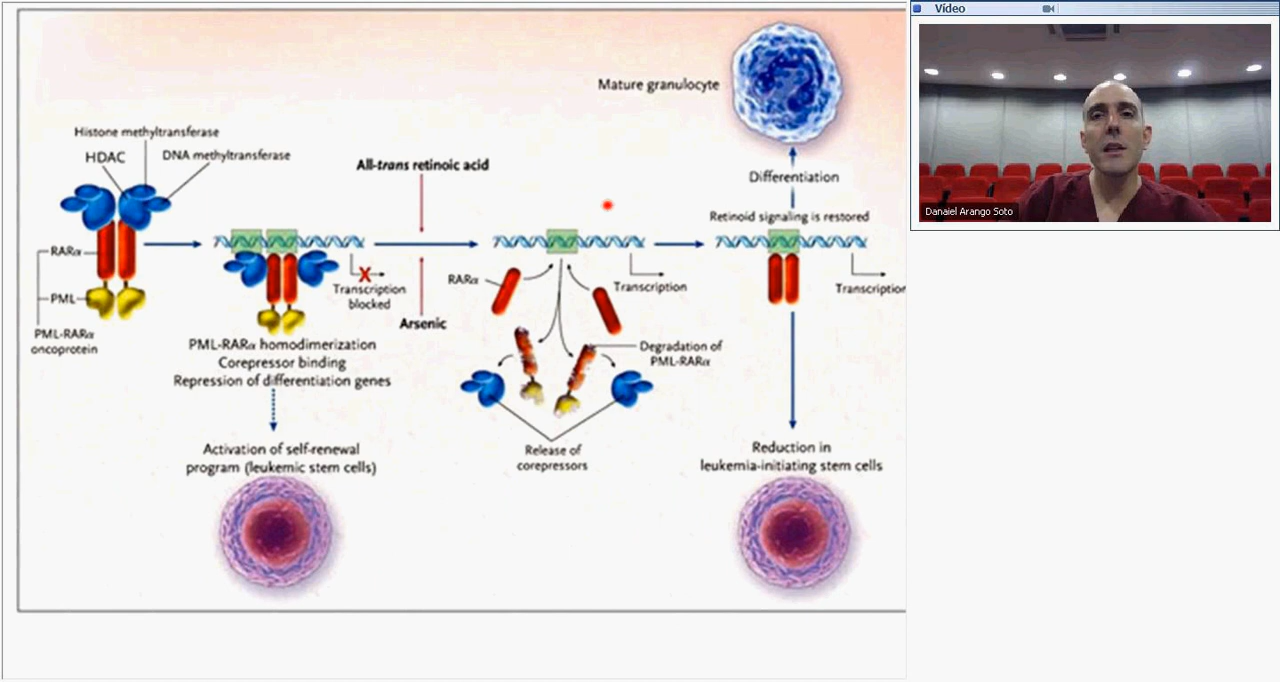 Vídeo
Mature granulocyte
Histone methyltransferase
HDAC
DNA methyltransferase
All-trans retinoic acid
Differentiation
Danaiel Arango Soto
Retinoid signaling is restored
RARα
RARα
Transcription
blocked
Transcription
Transcription
PML
Arsenic
PML-RARα
oncoprotein
PML-RARα homodimerization
Corepressor binding
Repression of differentiation genes
Degradation of
PML-RARα
Activation of self-renewal
program (leukemic stem cells)
Release of
corepressors
Reduction in
leukemia-initiating stem cells